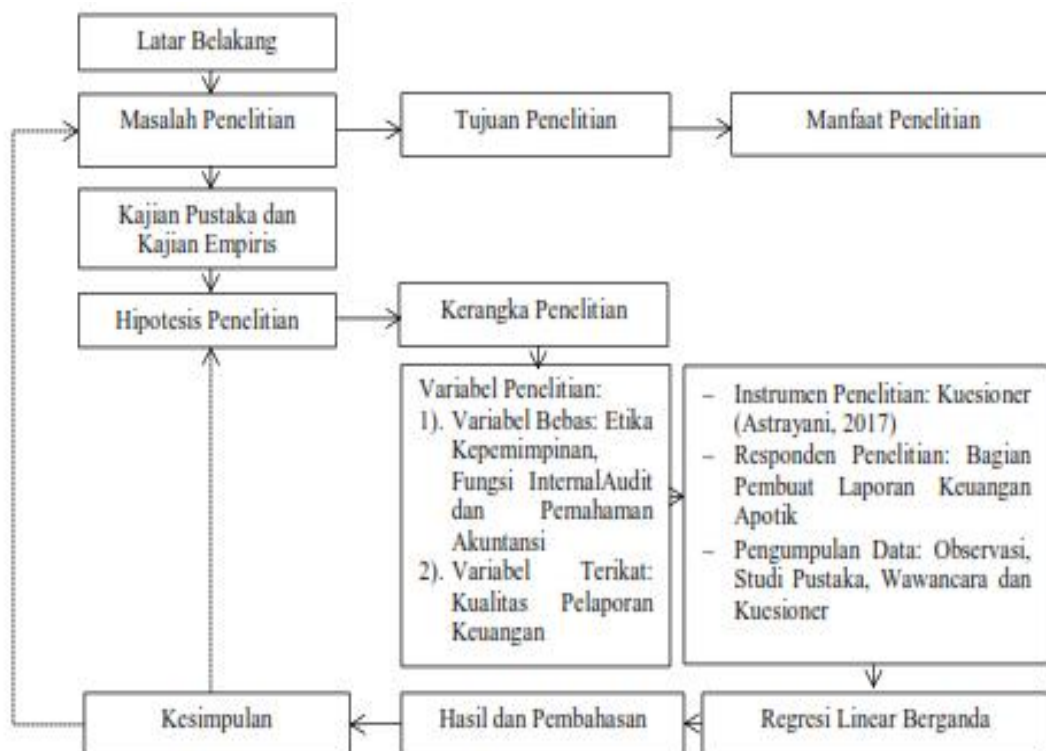 Latar Belakang
Masalah Penelitian
Tujuan Penelitian
Manfaat Penelitian
Kajian Pustaka dan
Kajian Empiris
Hipotesis Penelitian
Kerangka Penelitian
Variabel Penelitian:
1). Variabel Bebas: Etika
Kepemimpinan,
Fungsi InternalAudit
dan Pemahaman
Akuntansi
2). Variabel Terikat:
Kualitas Pelaporan
Keuangan
– Instrumen Penelitian: Kuesioner
(Astrayani, 2017)
– Responden Penelitian: Bagian
Pembuat Laporan Keuangan
Apotik
– Pengumpulan Data: Observasi,
Studi Pustaka, Wawancara dan
Kuesioner
Kesimpulan
Hasil dan Pembahasan
Regresi Linear Berganda